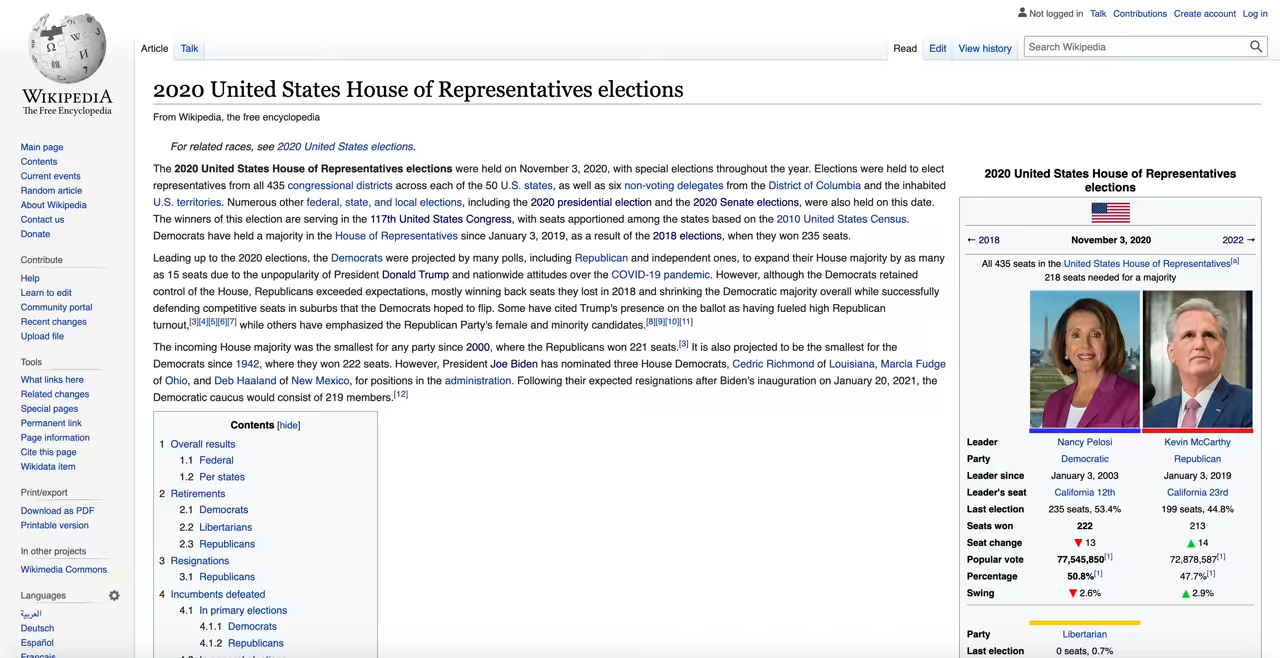 Not logged in Talk Contributions Create account Log in
Article Talk Read Edit View history Search Wikipedia
WIKIPEDIA
The Free Encyclopedia
Main page
Contents
Current events
Random article
About Wikipedia
Contact us
Donate
Contribute
Help
Learn to edit
Community portal
Recent changes
Upload file
Tools
What links here
Related changes
Special pages
Permanent link
Page information
Cite this page
Wikidata item
Print/export
Download as PDF
Printable version
In other projects
Wikimedia Commons
Languages
العربية
Deutsch
Español
Français
2020 United States House of Representatives elections
From Wikipedia, the free encyclopedia
For related races, see 2020 United States elections.
The 2020 United States House of Representatives elections were held on November 3, 2020, with special elections throughout the year. Elections were held to elect
representatives from all 435 congressional districts across each of the 50 U.S. states, as well as six non-voting delegates from the District of Columbia and the inhabited
U.S. territories. Numerous other federal, state, and local elections, including the 2020 presidential election and the 2020 Senate elections, were also held on this date.
The winners of this election are serving in the 117th United States Congress, with seats apportioned among the states based on the 2010 United States Census.
Democrats have held a majority in the House of Representatives since January 3, 2019, as a result of the 2018 elections, when they won 235 seats.
Leading up to the 2020 elections, the Democrats were projected by many polls, including Republican and independent ones, to expand their House majority by as many
as 15 seats due to the unpopularity of President Donald Trump and nationwide attitudes over the COVID-19 pandemic. However, although the Democrats retained
control of the House, Republicans exceeded expectations, mostly winning back seats they lost in 2018 and shrinking the Democratic majority overall while successfully
defending competitive seats in suburbs that the Democrats hoped to flip. Some have cited Trump's presence on the ballot as having fueled high Republican
turnout,[3][4][5][6][7] while others have emphasized the Republican Party's female and minority candidates.[8][9][10][11]
The incoming House majority was the smallest for any party since 2000, where the Republicans won 221 seats.[3] It is also projected to be the smallest for the
Democrats since 1942, where they won 222 seats. However, President Joe Biden has nominated three House Democrats, Cedric Richmond of Louisiana, Marcia Fudge
of Ohio, and Deb Haaland of New Mexico, for positions in the administration. Following their expected resignations after Biden's inauguration on January 20, 2021, the
Democratic caucus would consist of 219 members.[12]
Contents [hide]
1 Overall results
1.1 Federal
1.2 Per states
2 Retirements
2.1 Democrats
2.2 Libertarians
2.3 Republicans
3 Resignations
3.1 Republicans
4 Incumbents defeated
4.1 In primary elections
4.1.1 Democrats
4.1.2 Republicans
2020 United States House of Representatives
elections
← 2018 November 3, 2020 2022 →
All 435 seats in the United States House of Representatives[a]
218 seats needed for a majority
Leader Nancy Pelosi Kevin McCarthy
Party Democratic Republican
Leader since January 3, 2003 January 3, 2019
Leader's seat California 12th California 23rd
Last election 235 seats, 53.4% 199 seats, 44.8%
Seats won 222 213
Seat change ▼ 13 ▲ 14
Popular vote 77,545,850[1] 72,878,587[1]
Percentage 50.8%[1] 47.7%[1]
Swing ▼ 2.6% ▲ 2.9%
Party Libertarian
Last election 0 seats, 0.7%